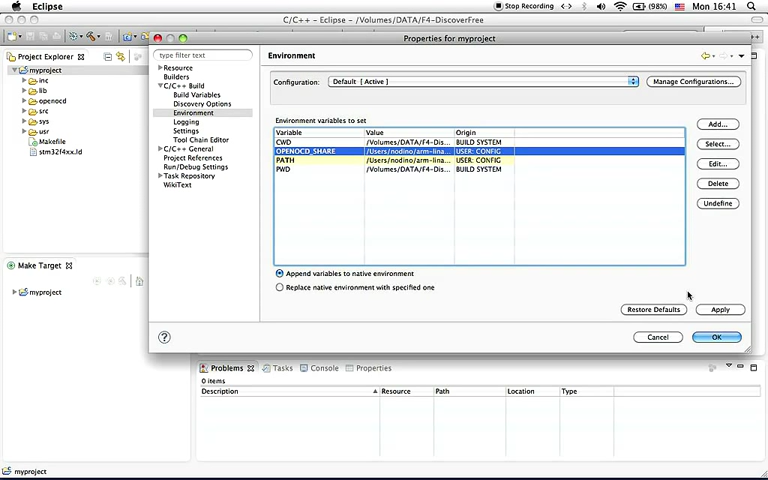 Eclipse Stop Recording (98%) Mon 16:41
C/C++ - Eclipse - /Volumes/DATA/F4-DiscoverFree
Project Explorer
myproject
inc
lib
openocd
src
sys
usr
Makefile
stm32f4xx.ld
Make Target
myproject
Properties for myproject
type filter text
Resource
Builders
C/C++ Build
Build Variables
Discovery Options
Environment
Logging
Settings
Tool Chain Editor
C/C++ General
Project References
Run/Debug Settings
Task Repository
WikiText
Environment
Configuration: Default [ Active ] Manage Configurations...
Environment variables to set
Variable Value Origin
CWD /Volumes/DATA/F4-Dis... BUILD SYSTEM
OPENOCD_SHARE /Users/nodino/arm-lina... USER: CONFIG
PATH /Users/nodino/arm-lina... USER: CONFIG
PWD /Volumes/DATA/F4-Dis... BUILD SYSTEM
Add...
Select...
Edit...
Delete
Undefine
Append variables to native environment
Replace native environment with specified one
Restore Defaults Apply
? Cancel OK
Problems Tasks Console Properties
0 items
Description Resource Path Location Type
myproject